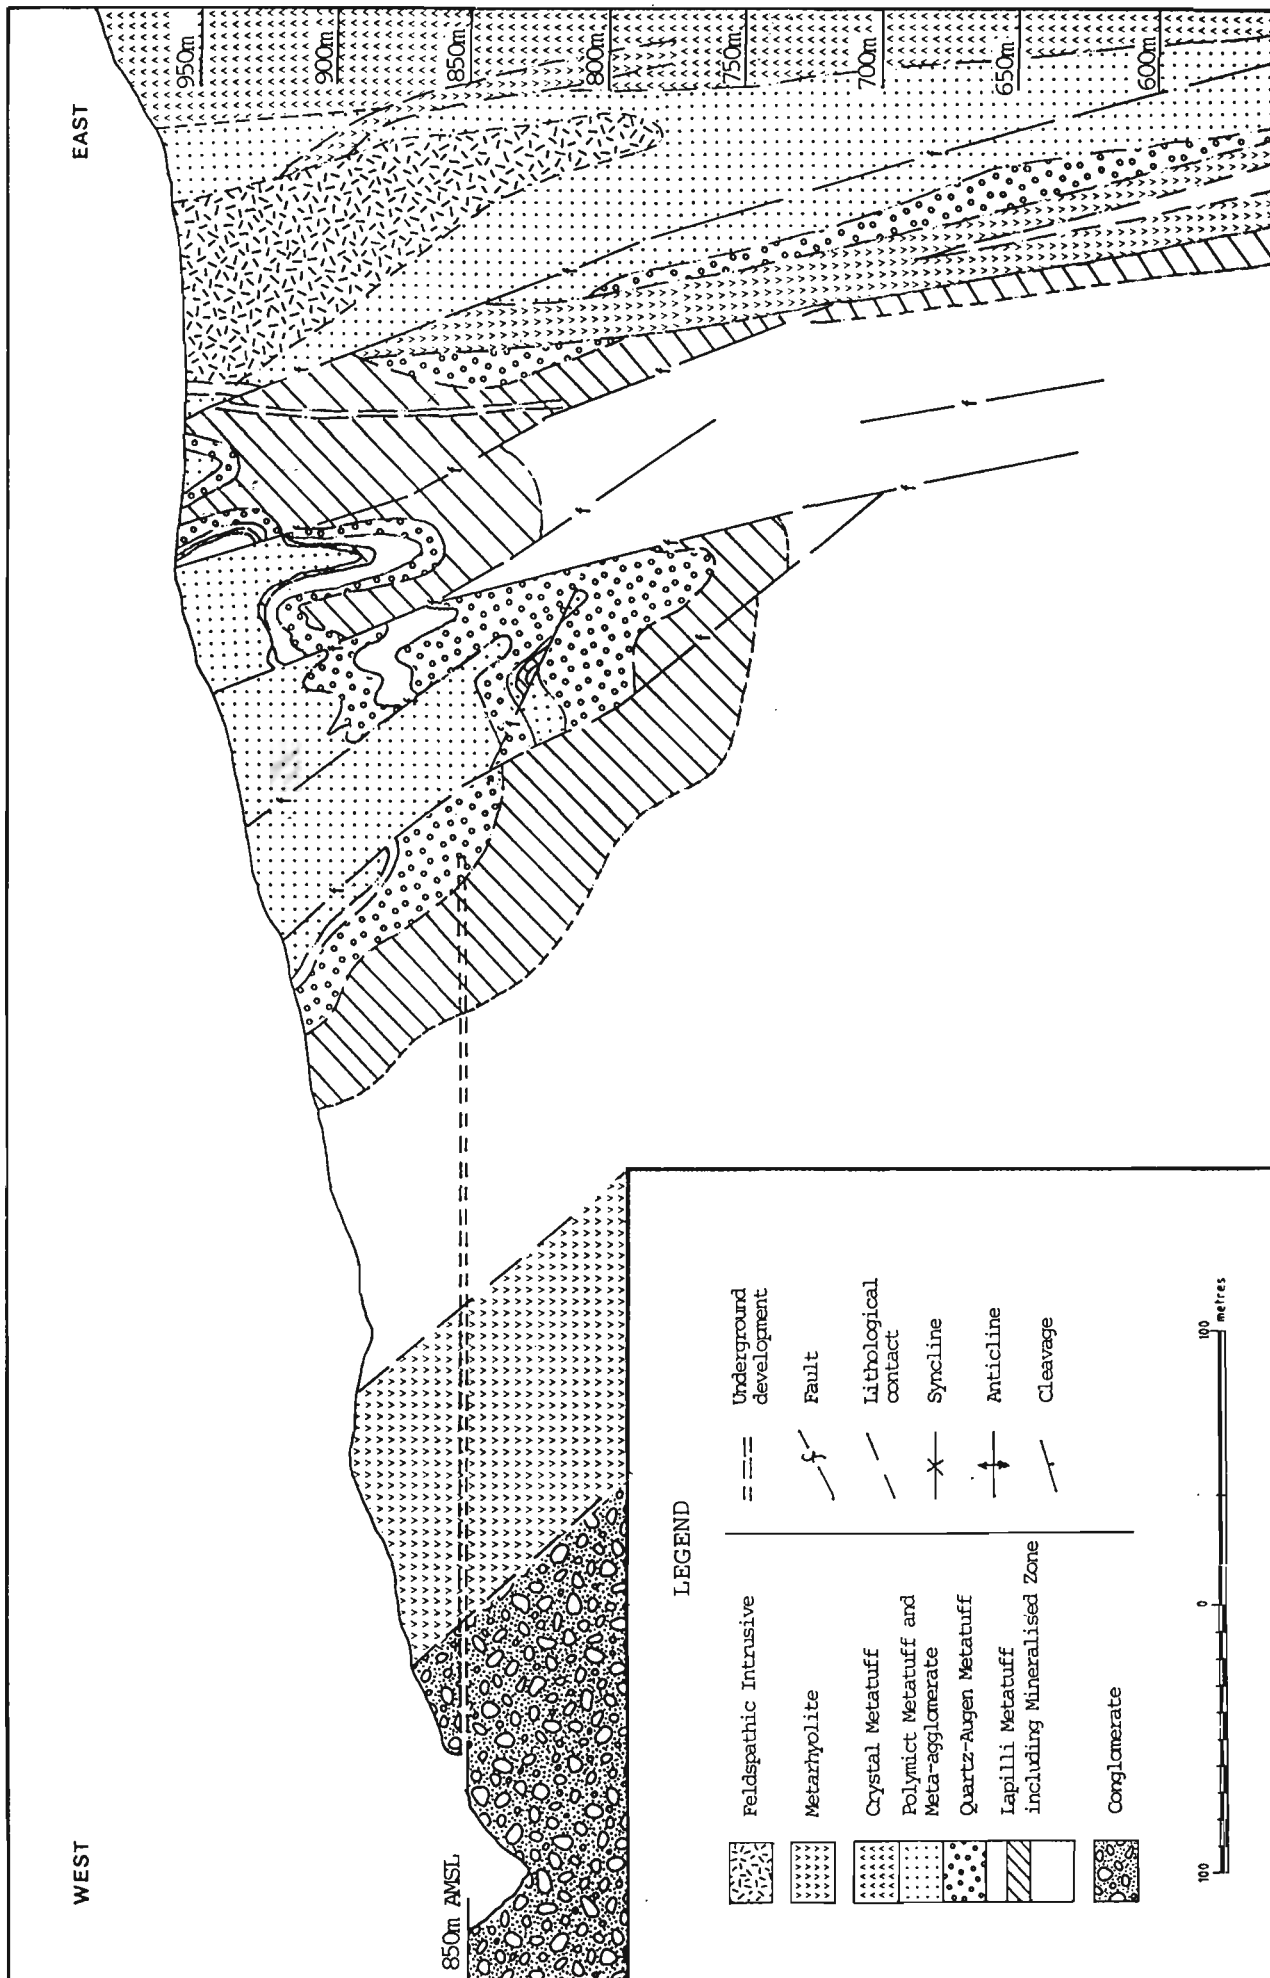 WEST
EAST
950m
900m
850m
800m
750m
700m
650m
600m
850m AMSL
f
f
f
f
f
f
f
f
f
f
f
f
f
LEGEND
Feldspathic Intrusive
Metarhyolite
Crystal Metatuff
Polymict Metatuff and
Meta-agglomerate
Quartz-Augen Metatuff
Lapilli Metatuff
including Mineralised Zone
Conglomerate
Underground
development
f
Fault
Lithological
contact
Syncline
Anticline
Cleavage
100
0
100
metres